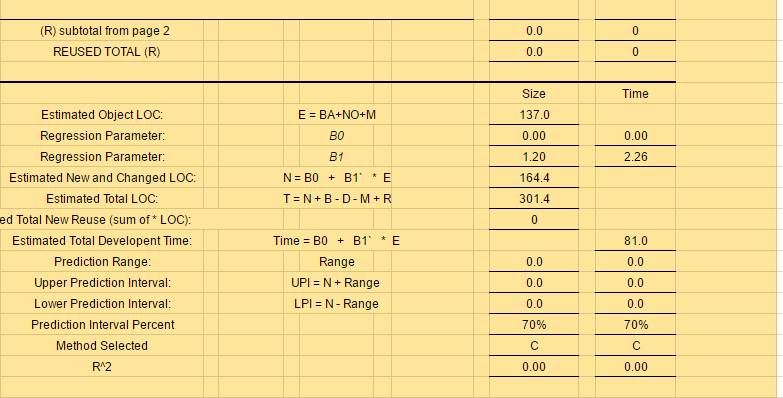 (R) subtotal from page 2 0.0 0
REUSED TOTAL (R) 0.0 0
Size Time
Estimated Object LOC: E = BA+NO+M 137.0
Regression Parameter: B0 0.00 0.00
Regression Parameter: B1 1.20 2.26
Estimated New and Changed LOC: N = B0 + B1` * E 164.4
Estimated Total LOC: T = N + B - D - M + R 301.4
ed Total New Reuse (sum of * LOC): 0
Estimated Total Developent Time: Time = B0 + B1` * E 81.0
Prediction Range: Range 0.0 0.0
Upper Prediction Interval: UPI = N + Range 0.0 0.0
Lower Prediction Interval: LPI = N - Range 0.0 0.0
Prediction Interval Percent 70% 70%
Method Selected C C
R^2 0.00 0.00